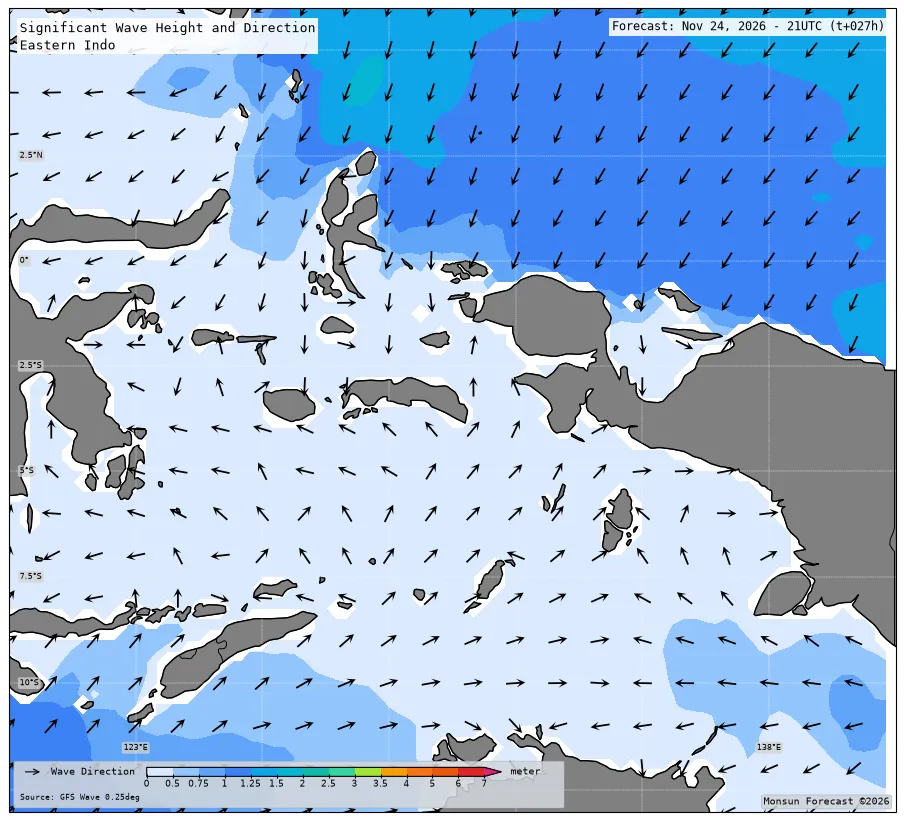 Significant Wave Height and Direction
Eastern Indo
Forecast: Nov 24, 2026 - 21UTC (t+027h)
2.5°N
0°
2.5°S
5°S
7.5°S
10°S
123°E
138°E
Wave Direction
meter
0 0.5 0.75 1 1.25 1.5 2 2.5 3 3.5 4 5 6 7
Source: GFS Wave 0.25deg
Monsun Forecast ©2026